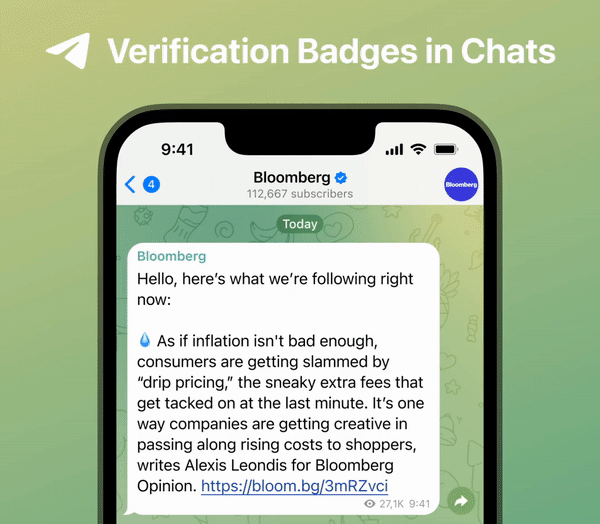 Verification Badges in Chats
9:41
4
Bloomberg
112,667 subscribers
Bloomberg
Today
Bloomberg
Hello, here's what we're following right
now:
💧 As if inflation isn't bad enough,
consumers are getting slammed by
“drip pricing,” the sneaky extra fees that
get tacked on at the last minute. It's one
way companies are getting creative in
passing along rising costs to shoppers,
writes Alexis Leondis for Bloomberg
Opinion. https://bloom.bg/3mRZvci
27,1K 9:41